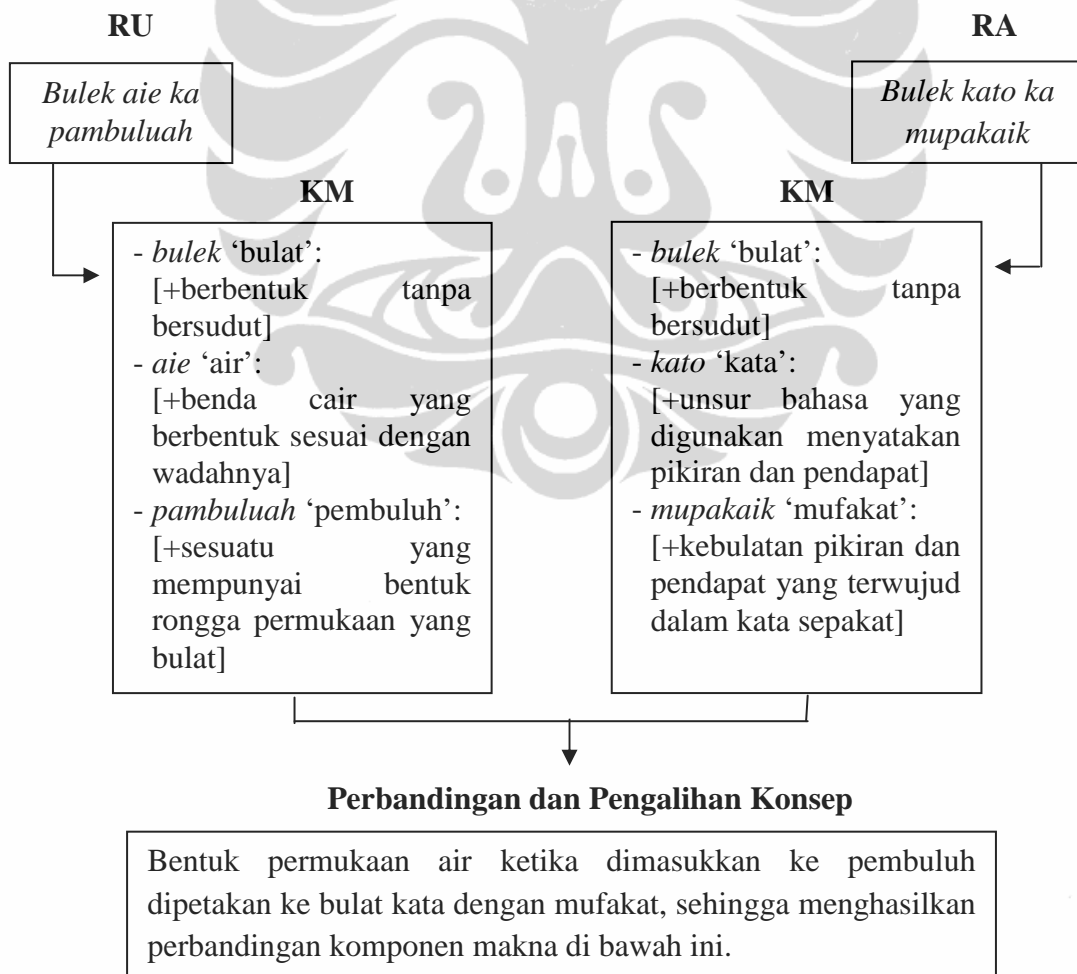 RU
RA
Bulek aie ka
pambuluah
Bulek kato ka
mupakaik
KM
- bulek ‘bulat’:
[+berbentuk tanpa
bersudut]
- aie ‘air’:
[+benda cair yang
berbentuk sesuai dengan
wadahnya]
- pambuluah ‘pembuluh’:
[+sesuatu yang
mempunyai bentuk
rongga permukaan yang
bulat]
KM
- bulek ‘bulat’:
[+berbentuk tanpa
bersudut]
- kato ‘kata’:
[+unsur bahasa yang
digunakan menyatakan
pikiran dan pendapat]
- mupakaik ‘mufakat’:
[+kebulatan pikiran dan
pendapat yang terwujud
dalam kata sepakat]
Perbandingan dan Pengalihan Konsep
Bentuk permukaan air ketika dimasukkan ke pembuluh
dipetakan ke bulat kata dengan mufakat, sehingga menghasilkan
perbandingan komponen makna di bawah ini.